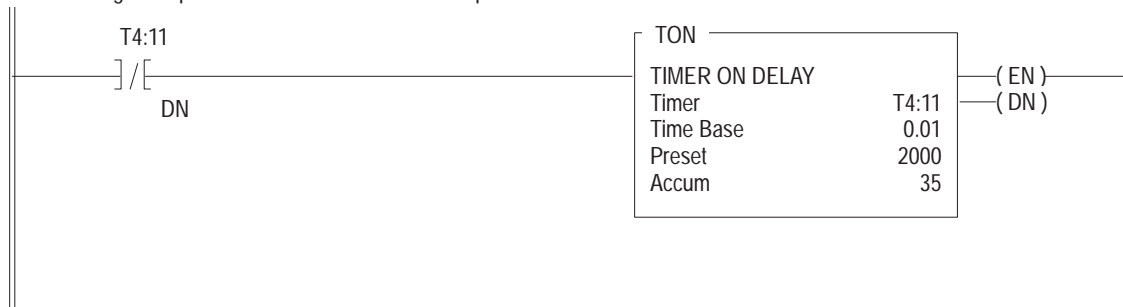 T4:11
] / [
DN
TON
TIMER ON DELAY
Timer T4:11
Time Base 0.01
Preset 2000
Accum 35
( EN )
( DN )